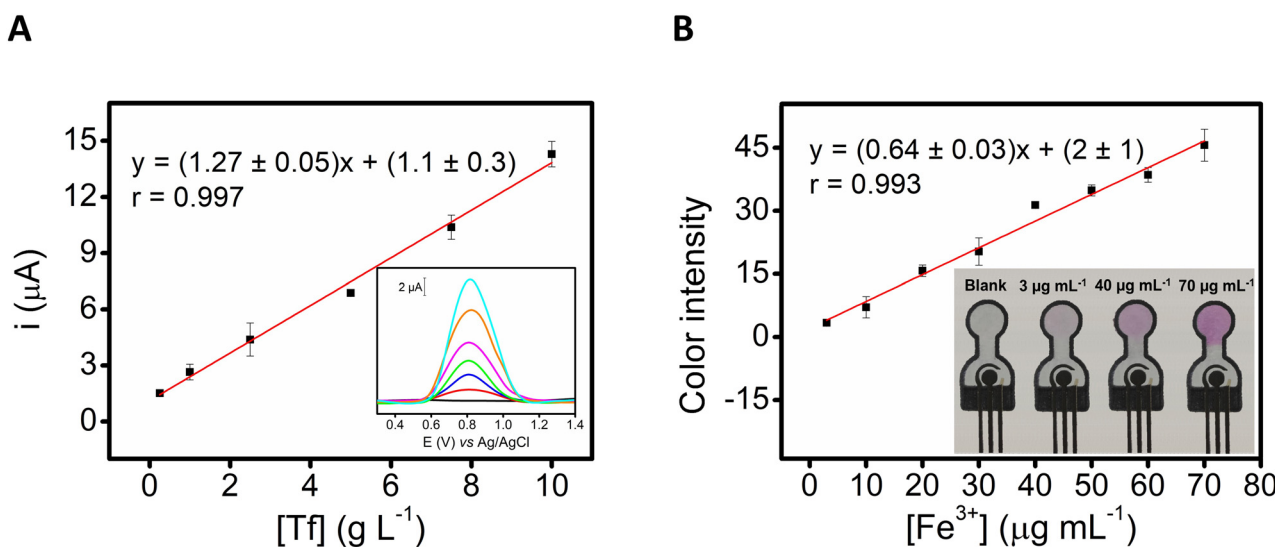 A
y = (1.27 ± 0.05)x + (1.1 ± 0.3)
r = 0.997
15
12
9
6
3
0
i (µA)
2 µA
0.4 0.6 0.8 1.0 1.2 1.4
E (V) vs Ag/AgCl
0 2 4 6 8 10
[Tf] (g L⁻¹)
B
y = (0.64 ± 0.03)x + (2 ± 1)
r = 0.993
45
30
15
0
-15
Color intensity
Blank 3 µg mL⁻¹ 40 µg mL⁻¹ 70 µg mL⁻¹
0 10 20 30 40 50 60 70 80
[Fe³⁺] (µg mL⁻¹)